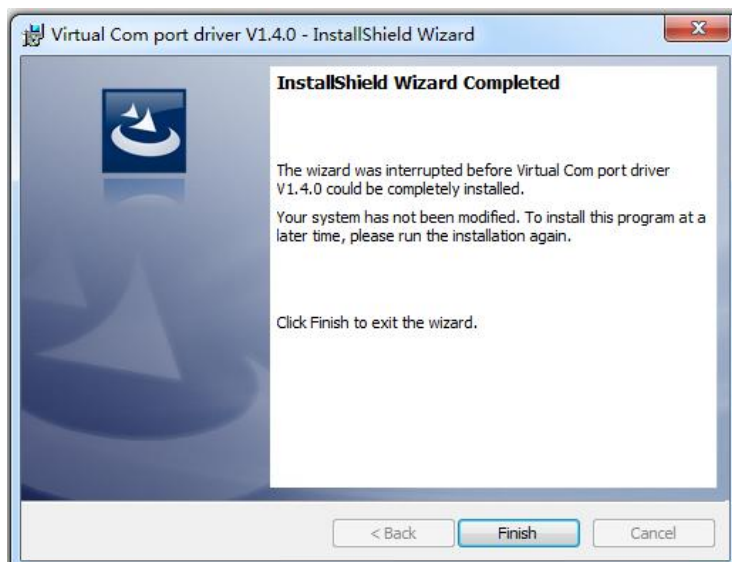 Virtual Com port driver V1.4.0 - InstallShield Wizard
InstallShield Wizard Completed
The wizard was interrupted before Virtual Com port driver
V1.4.0 could be completely installed.
Your system has not been modified. To install this program at a
later time, please run the installation again.
Click Finish to exit the wizard.
< Back Finish Cancel